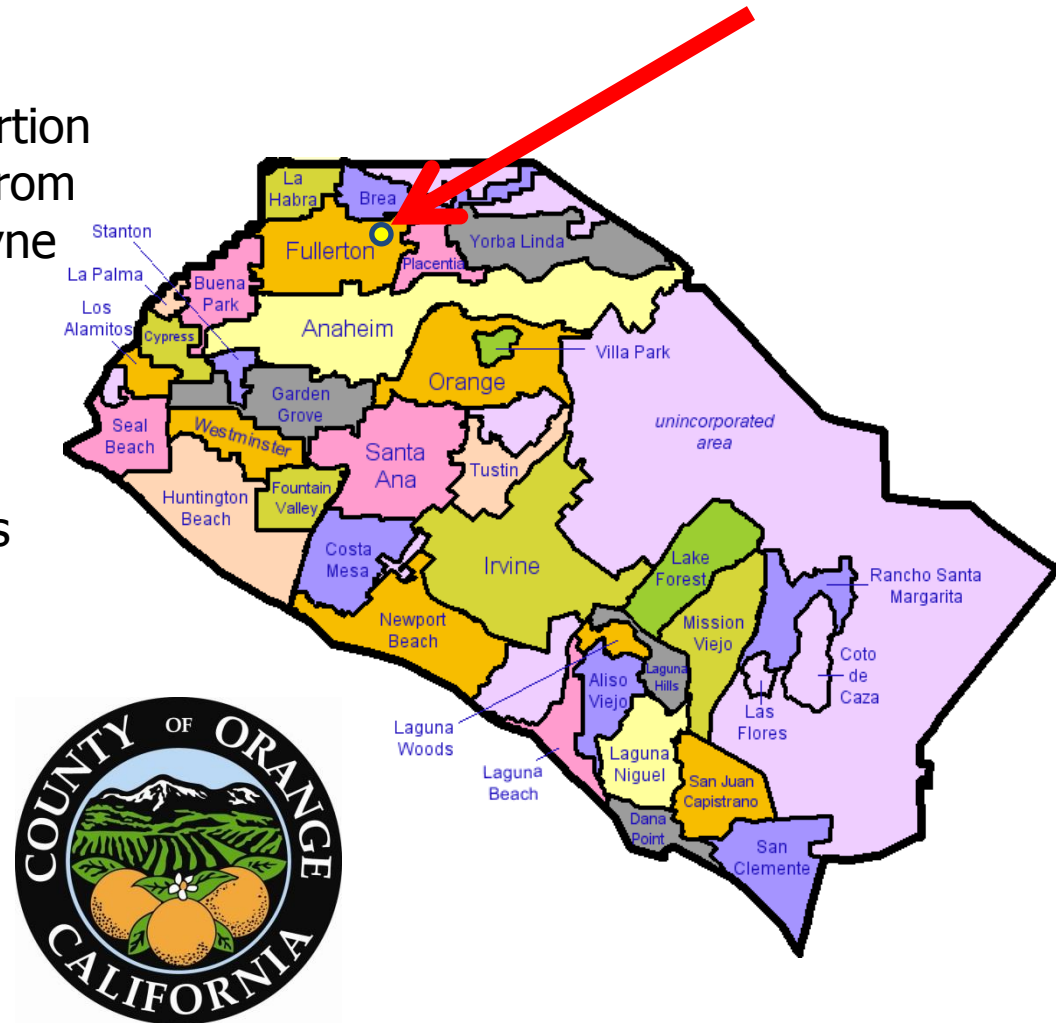 rtion
rom
yne
s
La
Habra
Brea
Fullerton
Placentia
Yorba Linda
Stanton
La Palma
Buena
Park
Los
Alamitos
Cypress
Anaheim
Villa Park
Orange
Garden
Grove
Seal
Beach
Westminster
Santa
Ana
Tustin
unincorporated
area
Huntington
Beach
Fountain
Valley
Costa
Mesa
Irvine
Lake
Forest
Rancho Santa
Margarita
Newport
Beach
Mission
Viejo
Coto
de
Caza
Laguna
Hills
Aliso
Viejo
Las
Flores
Laguna
Woods
Laguna
Niguel
Laguna
Beach
San Juan
Capistrano
Dana
Point
San
Clemente
COUNTY OF ORANGE
CALIFORNIA